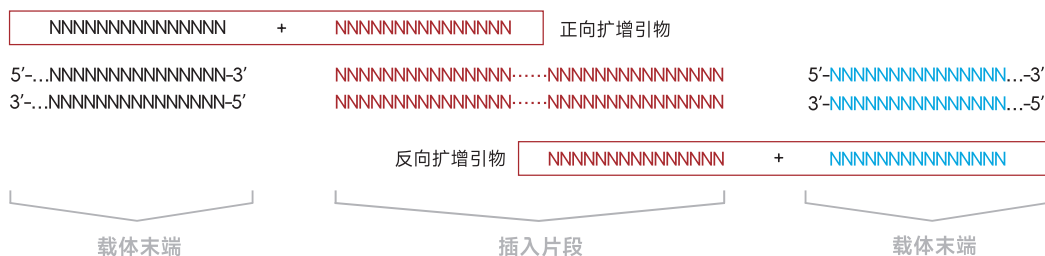 NNNNNNNNNNNNNNN + NNNNNNNNNNNNNNN 正向扩增引物
5′–…NNNNNNNNNNNNNNN–3′ NNNNNNNNNNNNNNN······NNNNNNNNNNNNNNN 5′–NNNNNNNNNNNNNNN…–3′
3′–…NNNNNNNNNNNNNNN–5′ NNNNNNNNNNNNNNN······NNNNNNNNNNNNNNN 3′–NNNNNNNNNNNNNNN…–5′
反向扩增引物 NNNNNNNNNNNNNNN + NNNNNNNNNNNNNNN
载体末端 插入片段 载体末端